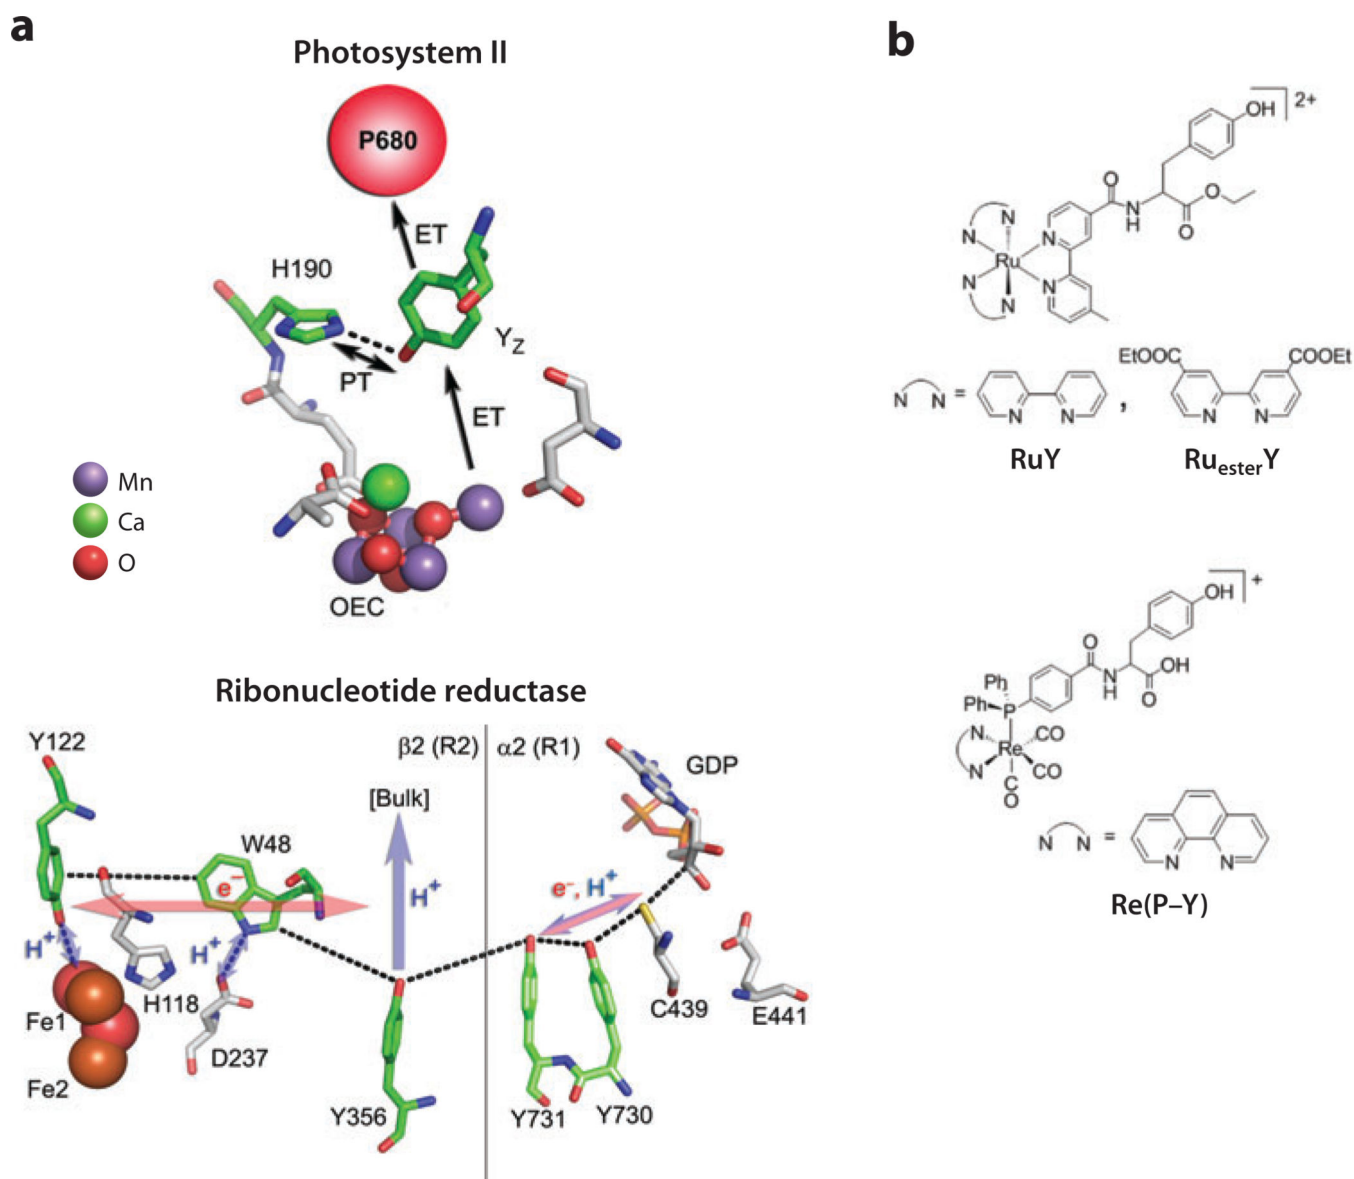 a
Photosystem II
P680
ET
H190
Y_Z
PT
ET
Mn
Ca
O
OEC
Ribonucleotide reductase
Y122
β2 (R2)
α2 (R1)
GDP
[Bulk]
W48
e⁻
H⁺
e⁻, H⁺
H⁺
H⁺
H118
Fe1
D237
Fe2
C439
E441
Y356
Y731
Y730
b
2+
OH
O
N
H
O
O
N
N
N
Ru
N
N
N
EtOOC
COOEt
N N =
N N
,
N N
RuY
Ru_esterY
+
OH
O
N
H
OH
O
Ph
Ph
P
N
CO
Re
N
CO
C
O
N N =
N N
Re(P–Y)